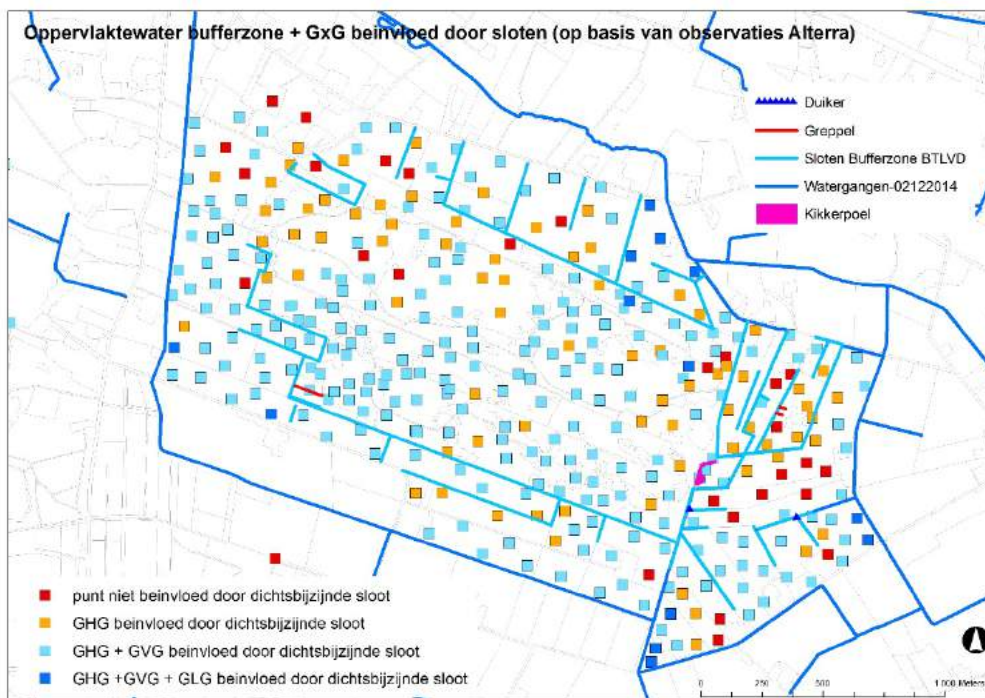 Oppervlaktewater bufferzone + GxG beinvloed door sloten (op basis van observaties Alterra)
Duiker
Greppel
Sloten Bufferzone BTLVD
Watergangen-02122014
Kikkerpoel
punt niet beinvloed door dichtsbijzijnde sloot
GHG beinvloed door dichtsbijzijnde sloot
GHG + GVG beinvloed door dichtsbijzijnde sloot
GHG +GVG + GLG beinvloed door dichtsbijzijnde sloot
0 250 500 1 000 Meters